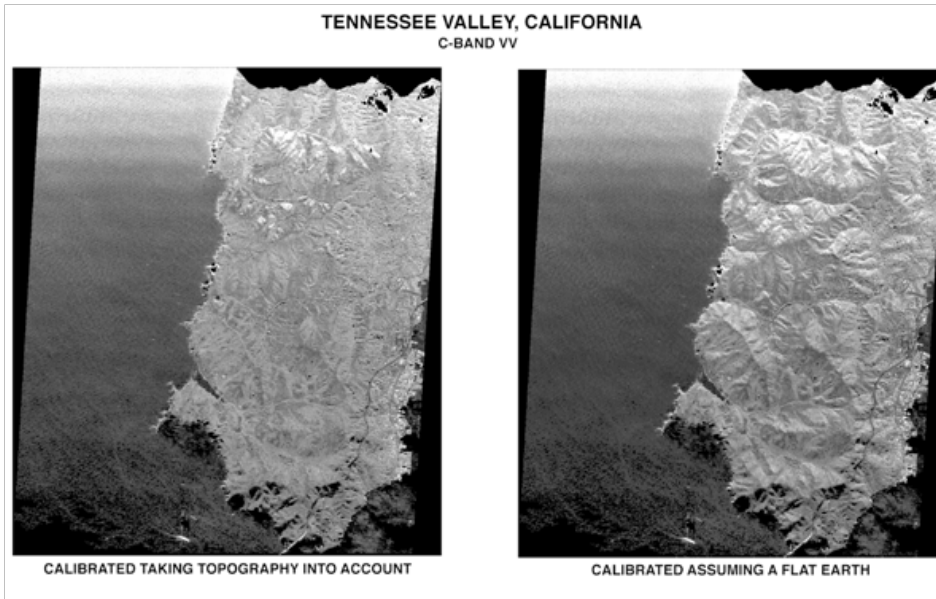 TENNESSEE VALLEY, CALIFORNIA
C-BAND VV
CALIBRATED TAKING TOPOGRAPHY INTO ACCOUNT
CALIBRATED ASSUMING A FLAT EARTH